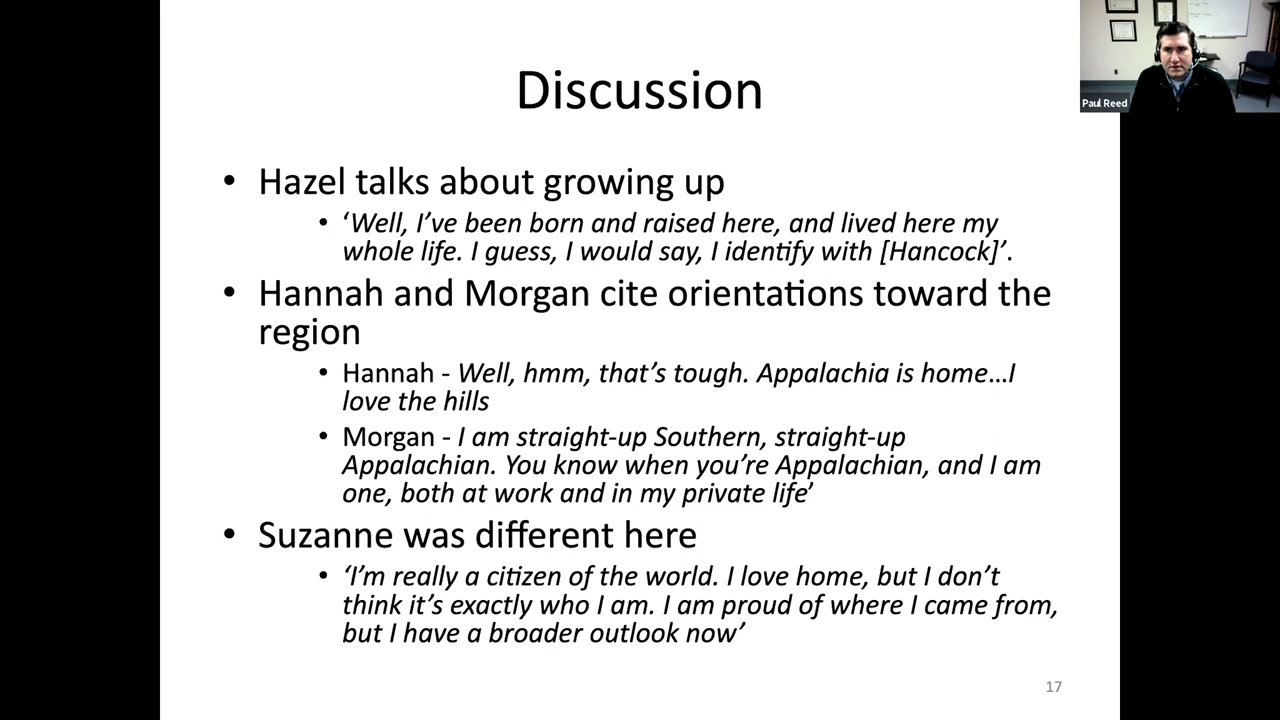 Discussion
Paul Reed
• Hazel talks about growing up
• ‘Well, I’ve been born and raised here, and lived here my
whole life. I guess, I would say, I identify with [Hancock]’.
• Hannah and Morgan cite orientations toward the
region
• Hannah - Well, hmm, that’s tough. Appalachia is home…I
love the hills
• Morgan - I am straight-up Southern, straight-up
Appalachian. You know when you’re Appalachian, and I am
one, both at work and in my private life’
• Suzanne was different here
• ‘I’m really a citizen of the world. I love home, but I don’t
think it’s exactly who I am. I am proud of where I came from,
but I have a broader outlook now’
17